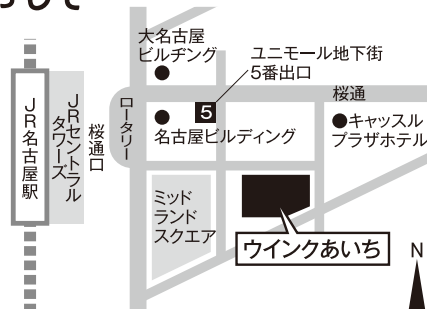 大名古屋
ビルヂング
ユニモール地下街
5番出口
5
桜通
名古屋ビルディング
キャッスル
プラザホテル
ロータリー
桜通口
JRセントラル
タワーズ
JR名古屋駅
ミッド
ランド
スクエア
ウインクあいち
N